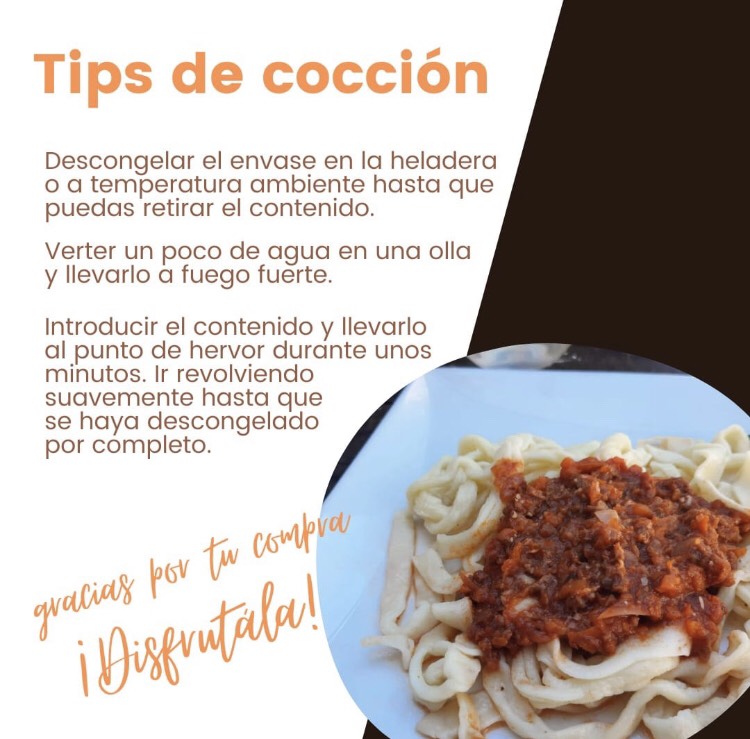 Tips de cocción
Descongelar el envase en la heladera
o a temperatura ambiente hasta que
puedas retirar el contenido.
Verter un poco de agua en una olla
y llevarlo a fuego fuerte.
Introducir el contenido y llevarlo
al punto de hervor durante unos
minutos. Ir revolviendo
suavemente hasta que
se haya descongelado
por completo.
gracias por tu compra
¡Disfrutála!